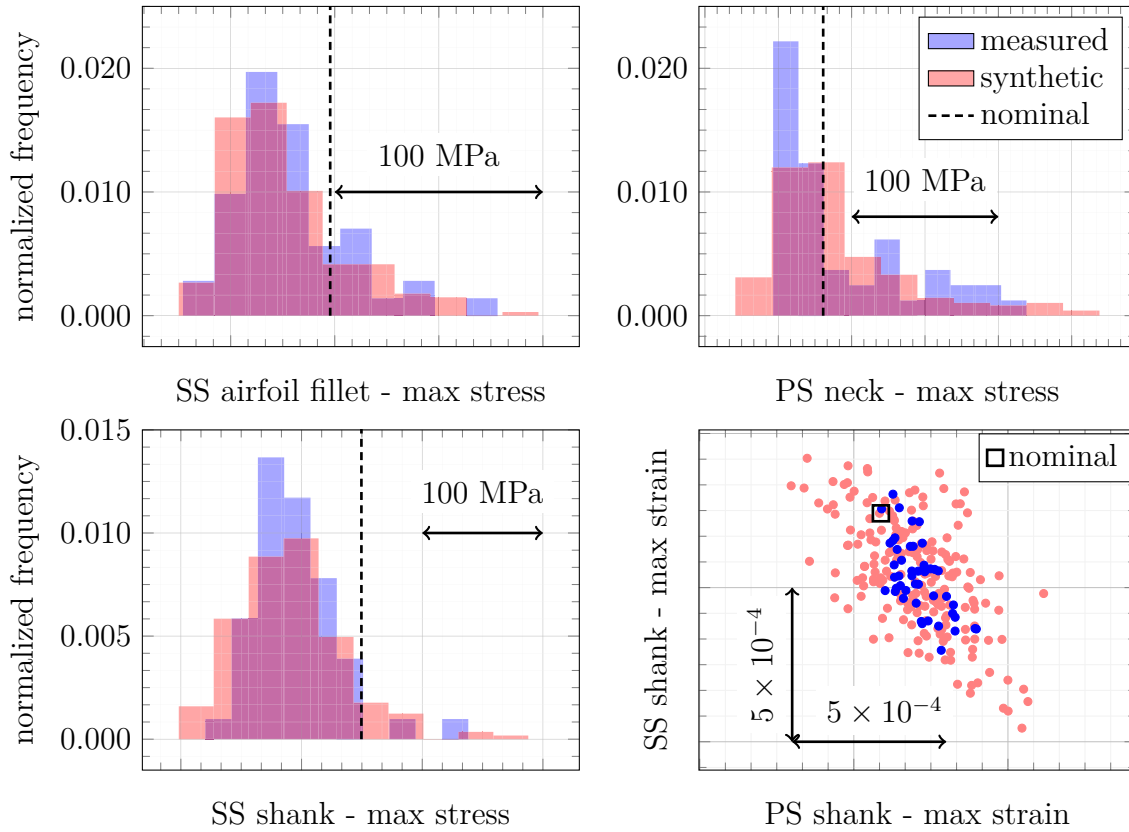 normalized frequency
0.020
0.010
0.000
100 MPa
SS airfoil fillet - max stress
0.020
0.010
0.000
measured
synthetic
nominal
100 MPa
PS neck - max stress
normalized frequency
0.015
0.010
0.005
0.000
100 MPa
SS shank - max stress
SS shank - max strain
nominal
5 × 10⁻⁴
5 × 10⁻⁴
PS shank - max strain